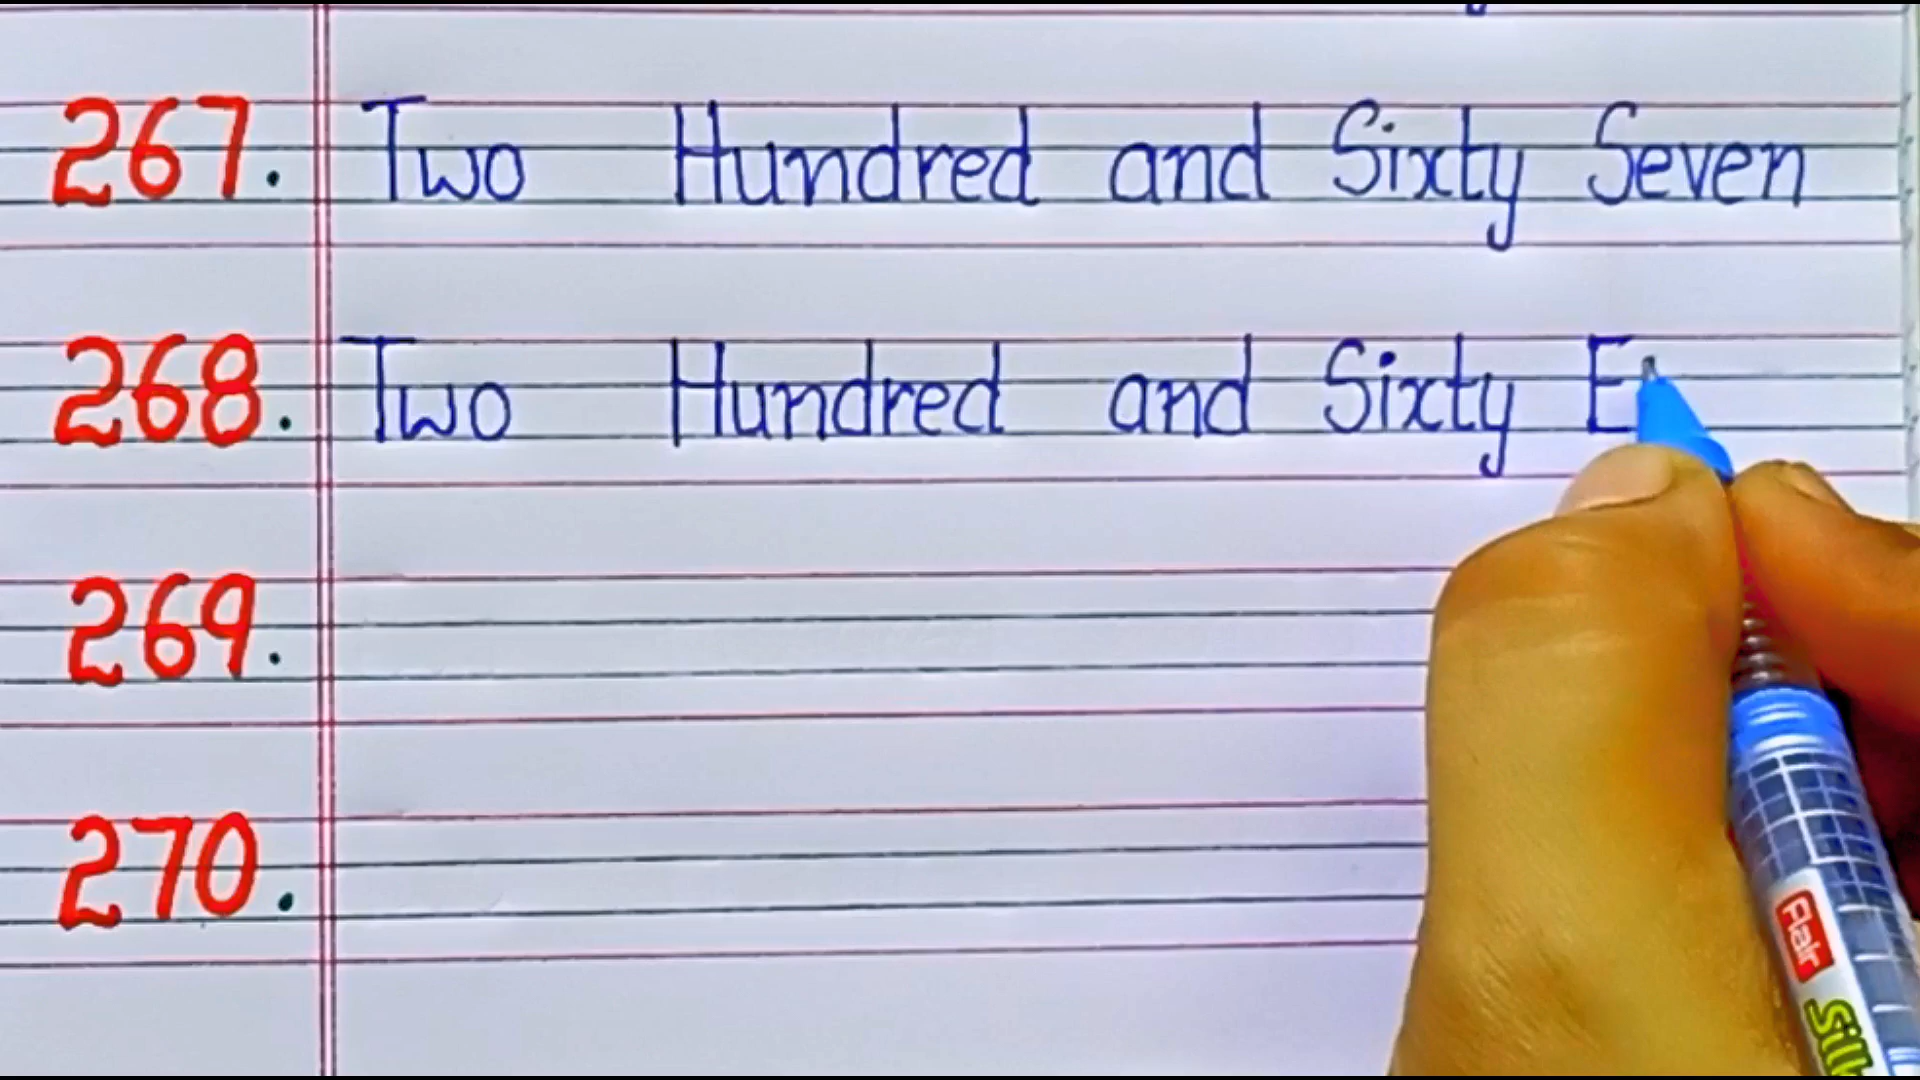 267. Two Hundred and Sixty Seven
268. Two Hundred and Sixty E
269.
270.
Flair